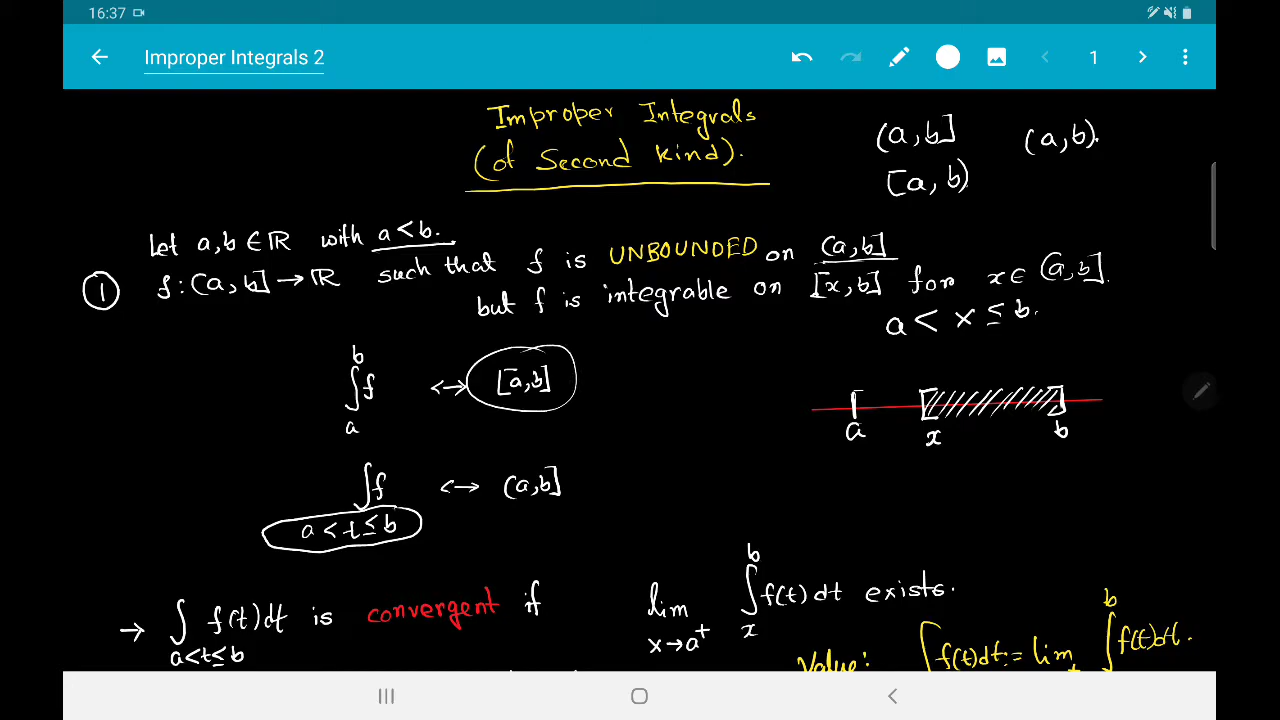 16:37
Improper Integrals 2
1
Improper Integrals
(of Second kind).
(a,b] (a,b).
[a,b)
Let a,b ∈ ℝ with a<b.
① f:(a,b] → ℝ such that f is UNBOUNDED on (a,b]
but f is integrable on [x,b] for x ∈ (a,b].
a < x ≤ b.
∫_a^b f ↔ [a,b]
a x b
∫_{a<t≤b} f ↔ (a,b]
→ ∫_{a<t≤b} f(t)dt is convergent if lim_{x→a⁺} ∫_x^b f(t)dt exists.
Value: ∫ f(t)dt := lim ∫^b f(t)dt.